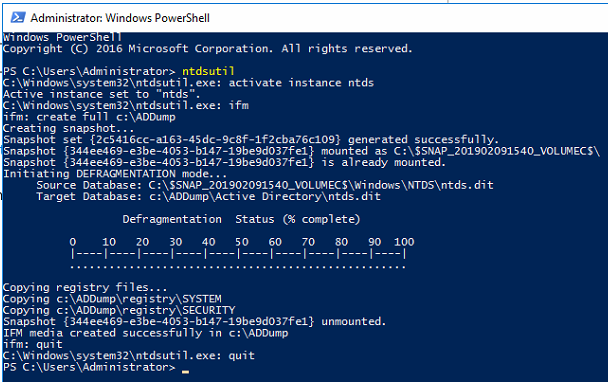 Administrator: Windows PowerShell
Windows PowerShell
Copyright (C) 2016 Microsoft Corporation. All rights reserved.
PS C:\Users\Administrator> ntdsutil
C:\Windows\system32\ntdsutil.exe: activate instance ntds
Active instance set to "ntds".
C:\Windows\system32\ntdsutil.exe: ifm
ifm: create full c:\ADDump
Creating snapshot...
Snapshot set {2c5416cc-a163-45dc-9c8f-1f2cba76c109} generated successfully.
Snapshot {344ee469-e3be-4053-b147-19be9d037fe1} mounted as C:\$SNAP_201902091540_VOLUMEC$\
Snapshot {344ee469-e3be-4053-b147-19be9d037fe1} is already mounted.
Initiating DEFRAGMENTATION mode...
Source Database: C:\$SNAP_201902091540_VOLUMEC$\Windows\NTDS\ntds.dit
Target Database: c:\ADDump\Active Directory\ntds.dit
Defragmentation  Status (% complete)
0    10   20   30   40   50   60   70   80   90  100
|----|----|----|----|----|----|----|----|----|----|
...................................................
Copying registry files...
Copying c:\ADDump\registry\SYSTEM
Copying c:\ADDump\registry\SECURITY
Snapshot {344ee469-e3be-4053-b147-19be9d037fe1} unmounted.
IFM media created successfully in c:\ADDump
ifm: quit
C:\Windows\system32\ntdsutil.exe: quit
PS C:\Users\Administrator> _